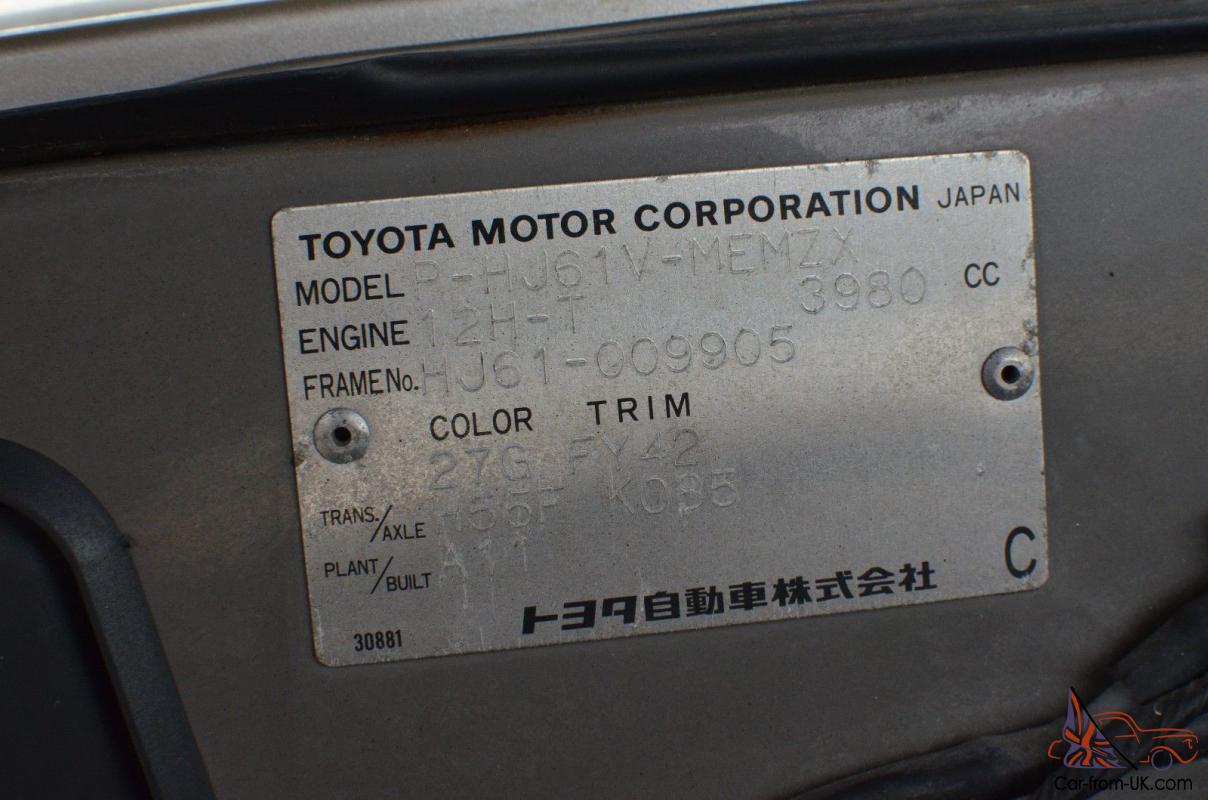 TOYOTA MOTOR CORPORATION JAPAN
MODEL P-HJ61V-MEMZX
ENGINE 12H-T 3980 CC
FRAME No. HJ61-009905
COLOR TRIM
27G FY42
TRANS./AXLE H55F K035
PLANT/BUILT A11
トヨタ自動車株式会社
C
30881
Car-from-UK.com